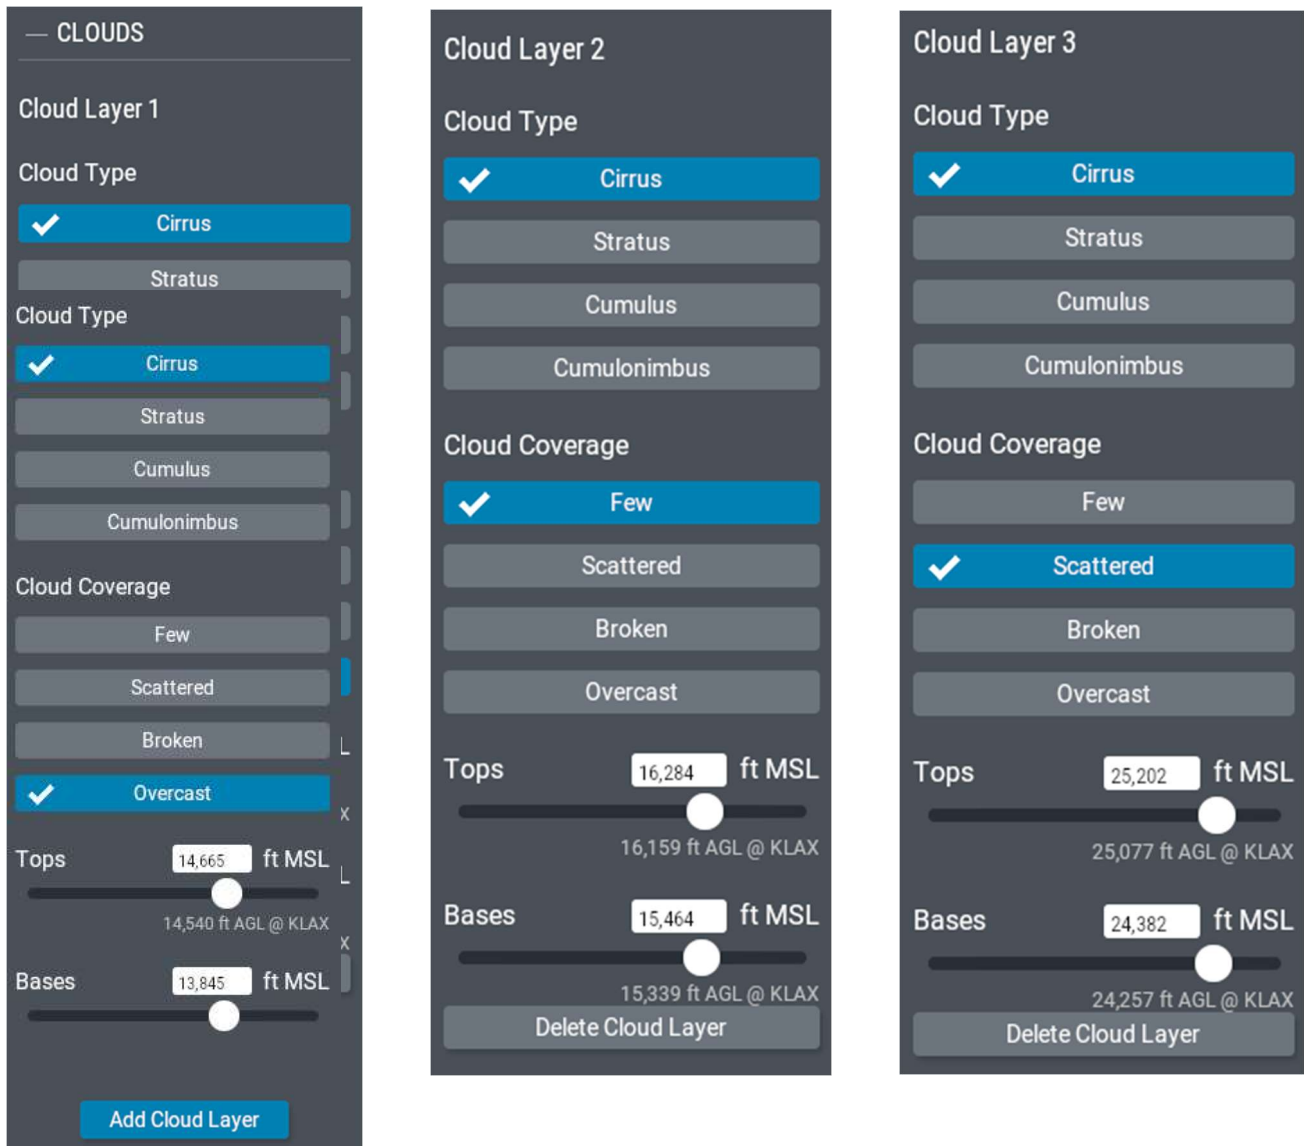 — CLOUDS
Cloud Layer 1
Cloud Type
Cirrus
Stratus
Cloud Type
Cirrus
Stratus
Cumulus
Cumulonimbus
Cloud Coverage
Few
Scattered
Broken
Overcast
Tops 14,665 ft MSL
14,540 ft AGL @ KLAX
Bases 13,845 ft MSL
Add Cloud Layer
L
X
L
X
Cloud Layer 2
Cloud Type
Cirrus
Stratus
Cumulus
Cumulonimbus
Cloud Coverage
Few
Scattered
Broken
Overcast
Tops 16,284 ft MSL
16,159 ft AGL @ KLAX
Bases 15,464 ft MSL
15,339 ft AGL @ KLAX
Delete Cloud Layer
Cloud Layer 3
Cloud Type
Cirrus
Stratus
Cumulus
Cumulonimbus
Cloud Coverage
Few
Scattered
Broken
Overcast
Tops 25,202 ft MSL
25,077 ft AGL @ KLAX
Bases 24,382 ft MSL
24,257 ft AGL @ KLAX
Delete Cloud Layer